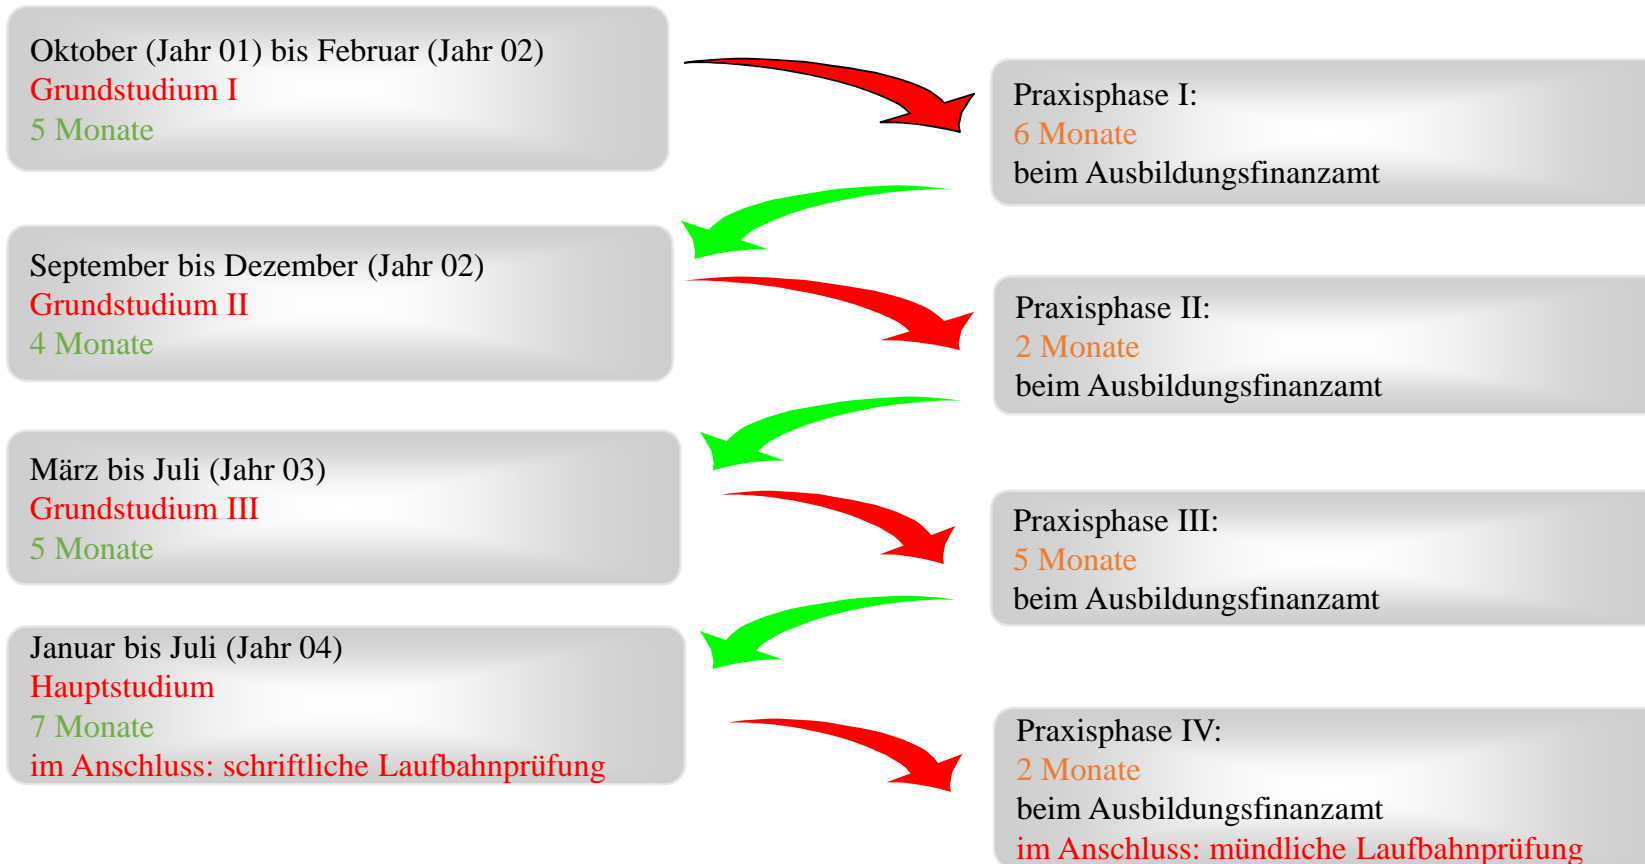 Oktober (Jahr 01) bis Februar (Jahr 02)
Grundstudium I
5 Monate
Praxisphase I:
6 Monate
beim Ausbildungsfinanzamt
September bis Dezember (Jahr 02)
Grundstudium II
4 Monate
Praxisphase II:
2 Monate
beim Ausbildungsfinanzamt
März bis Juli (Jahr 03)
Grundstudium III
5 Monate
Praxisphase III:
5 Monate
beim Ausbildungsfinanzamt
Januar bis Juli (Jahr 04)
Hauptstudium
7 Monate
im Anschluss: schriftliche Laufbahnprüfung
Praxisphase IV:
2 Monate
beim Ausbildungsfinanzamt
im Anschluss: mündliche Laufbahnprüfung